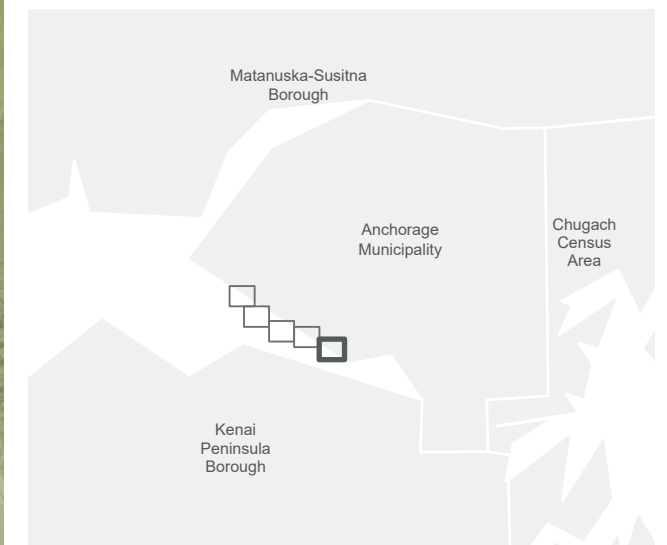 Matanuska-Susitna
Borough
Anchorage
Municipality
Chugach
Census
Area
Kenai
Peninsula
Borough